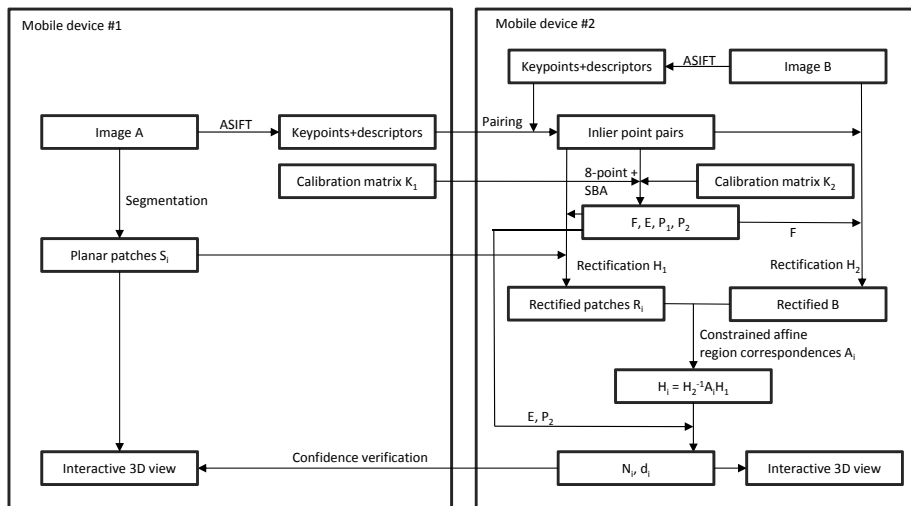 Mobile device #1
Mobile device #2
Keypoints+descriptors
ASIFT
Image B
Image A
ASIFT
Keypoints+descriptors
Pairing
Inlier point pairs
Calibration matrix K₁
8-point +
SBA
Calibration matrix K₂
Segmentation
F, E, P₁, P₂
F
Planar patches Sᵢ
Rectification H₁
Rectification H₂
Rectified patches Rᵢ
Rectified B
Constrained affine
region correspondences Aᵢ
Hᵢ = H₂⁻¹AᵢH₁
E, P₂
Interactive 3D view
Confidence verification
Nᵢ, dᵢ
Interactive 3D view